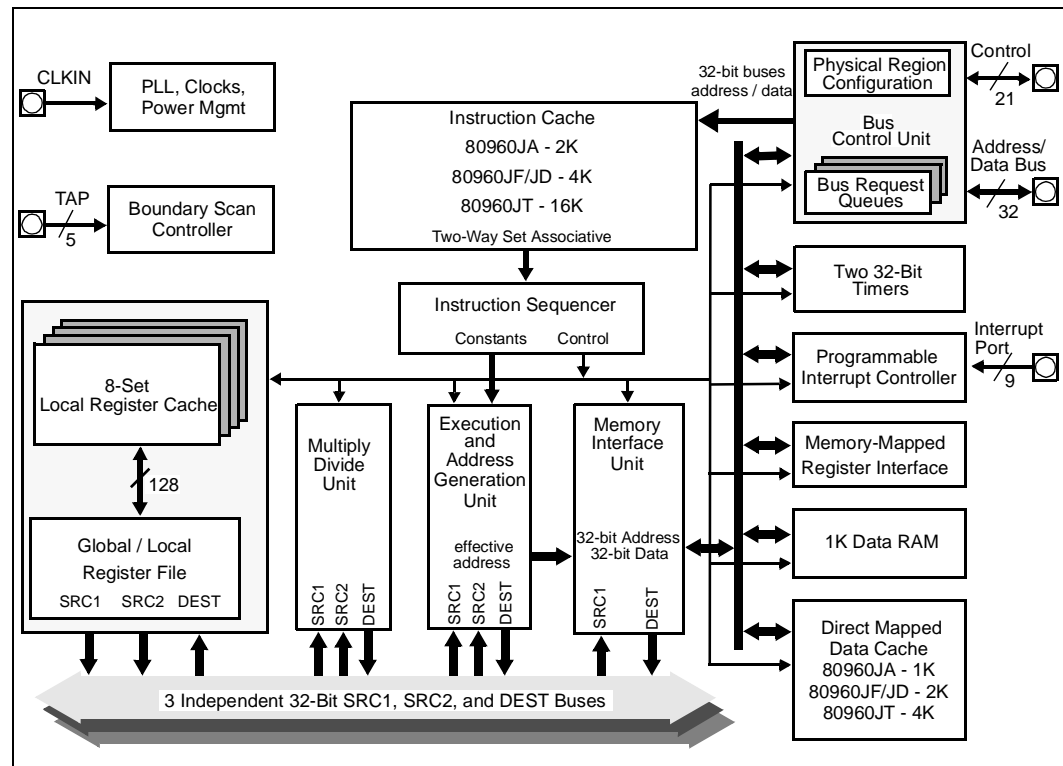 CLKIN
PLL, Clocks,
Power Mgmt
TAP
5
Boundary Scan
Controller
8-Set
Local Register Cache
128
Global / Local
Register File
SRC1 SRC2 DEST
Instruction Cache
80960JA - 2K
80960JF/JD - 4K
80960JT - 16K
Two-Way Set Associative
Instruction Sequencer
Constants Control
Multiply
Divide
Unit
SRC1
SRC2
DEST
Execution
and
Address
Generation
Unit
effective
address
SRC1
SRC2
DEST
Memory
Interface
Unit
32-bit Address
32-bit Data
SRC1
DEST
3 Independent 32-Bit SRC1, SRC2, and DEST Buses
32-bit buses
address / data
Physical Region
Configuration
Bus
Control Unit
Bus Request
Queues
Control
21
Address/
Data Bus
32
Two 32-Bit
Timers
Programmable
Interrupt Controller
Interrupt
Port
9
Memory-Mapped
Register Interface
1K Data RAM
Direct Mapped
Data Cache
80960JA - 1K
80960JF/JD - 2K
80960JT - 4K